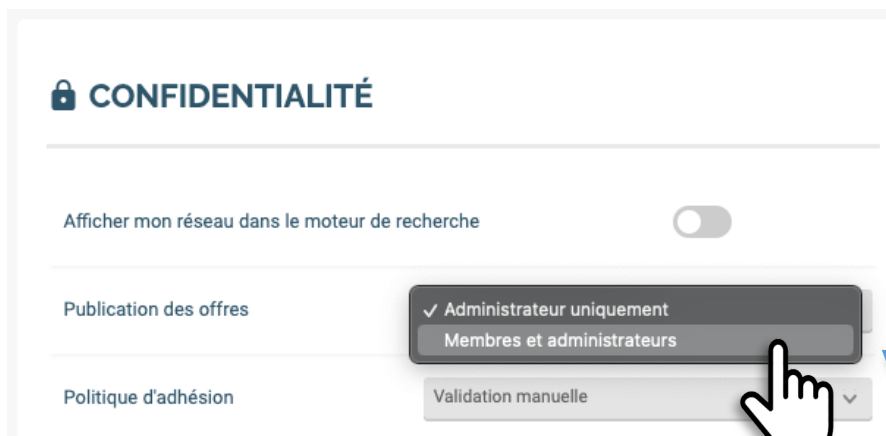 CONFIDENTIALITÉ
Afficher mon réseau dans le moteur de recherche
Publication des offres
✓ Administrateur uniquement
Membres et administrateurs
Politique d'adhésion
Validation manuelle